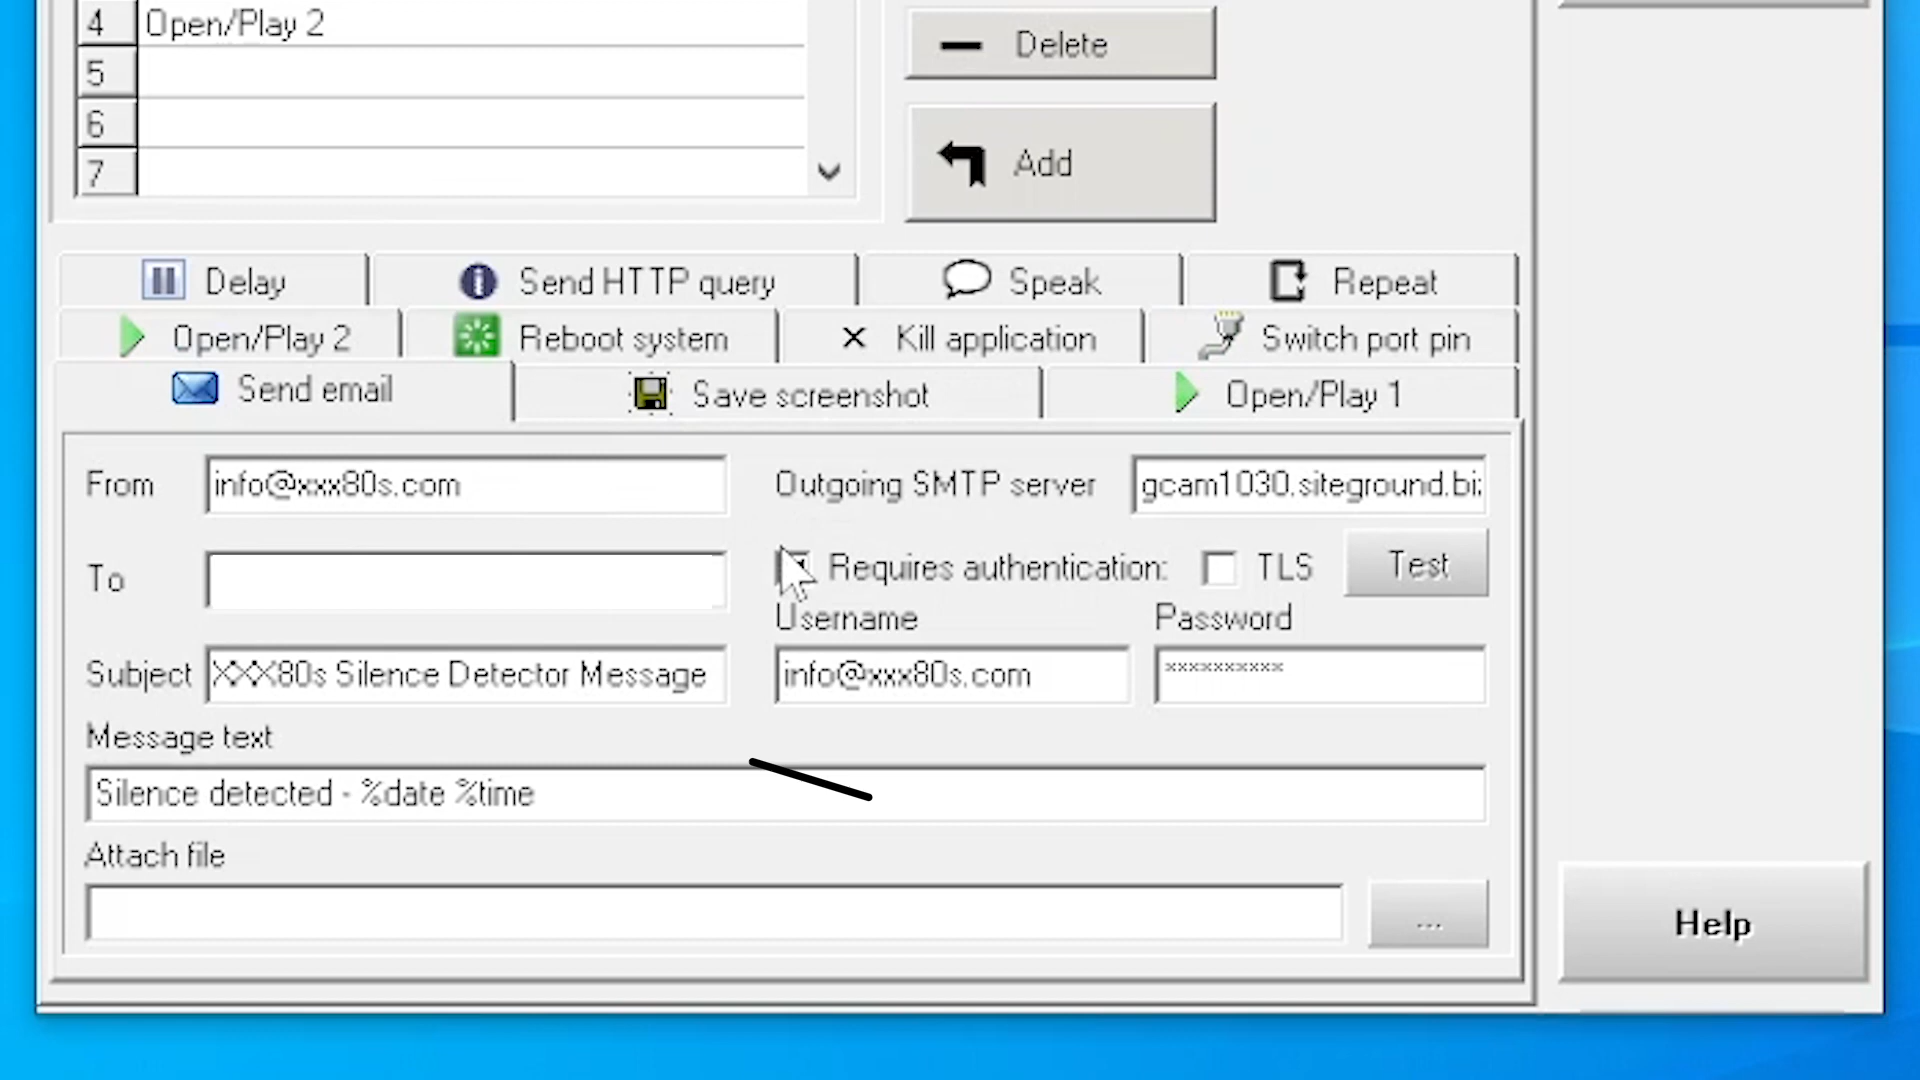 4 Open/Play 2
5
6
7
Delete
Add
Delay Send HTTP query Speak Repeat
Open/Play 2 Reboot system Kill application Switch port pin
Send email Save screenshot Open/Play 1
From info@xxx80s.com Outgoing SMTP server gcam1030.siteground.biz
To Requires authentication: TLS Test
Username Password
Subject XXX80s Silence Detector Message info@xxx80s.com **********
Message text
Silence detected - %date %time
Attach file
...
Help